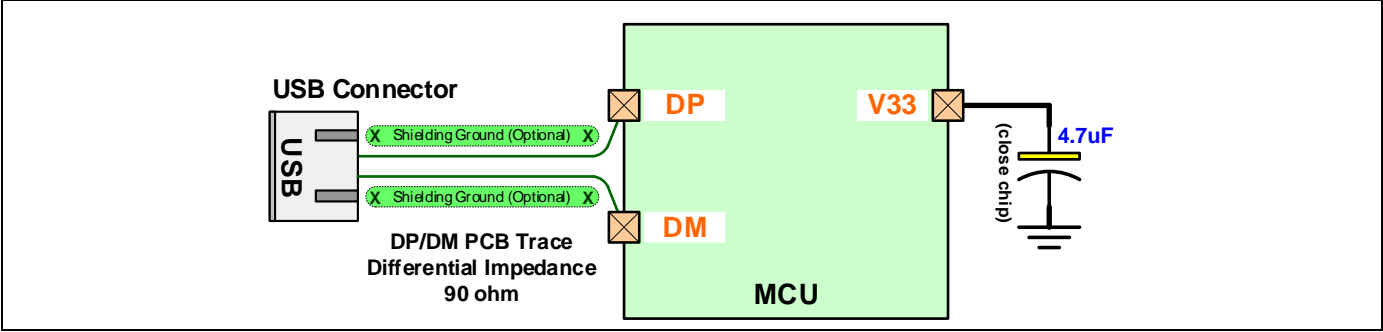 USB Connector
USB
X Shielding Ground (Optional) X
X Shielding Ground (Optional) X
DP/DM PCB Trace
Differential Impedance
90 ohm
DP
DM
MCU
V33
(close chip)
4.7uF